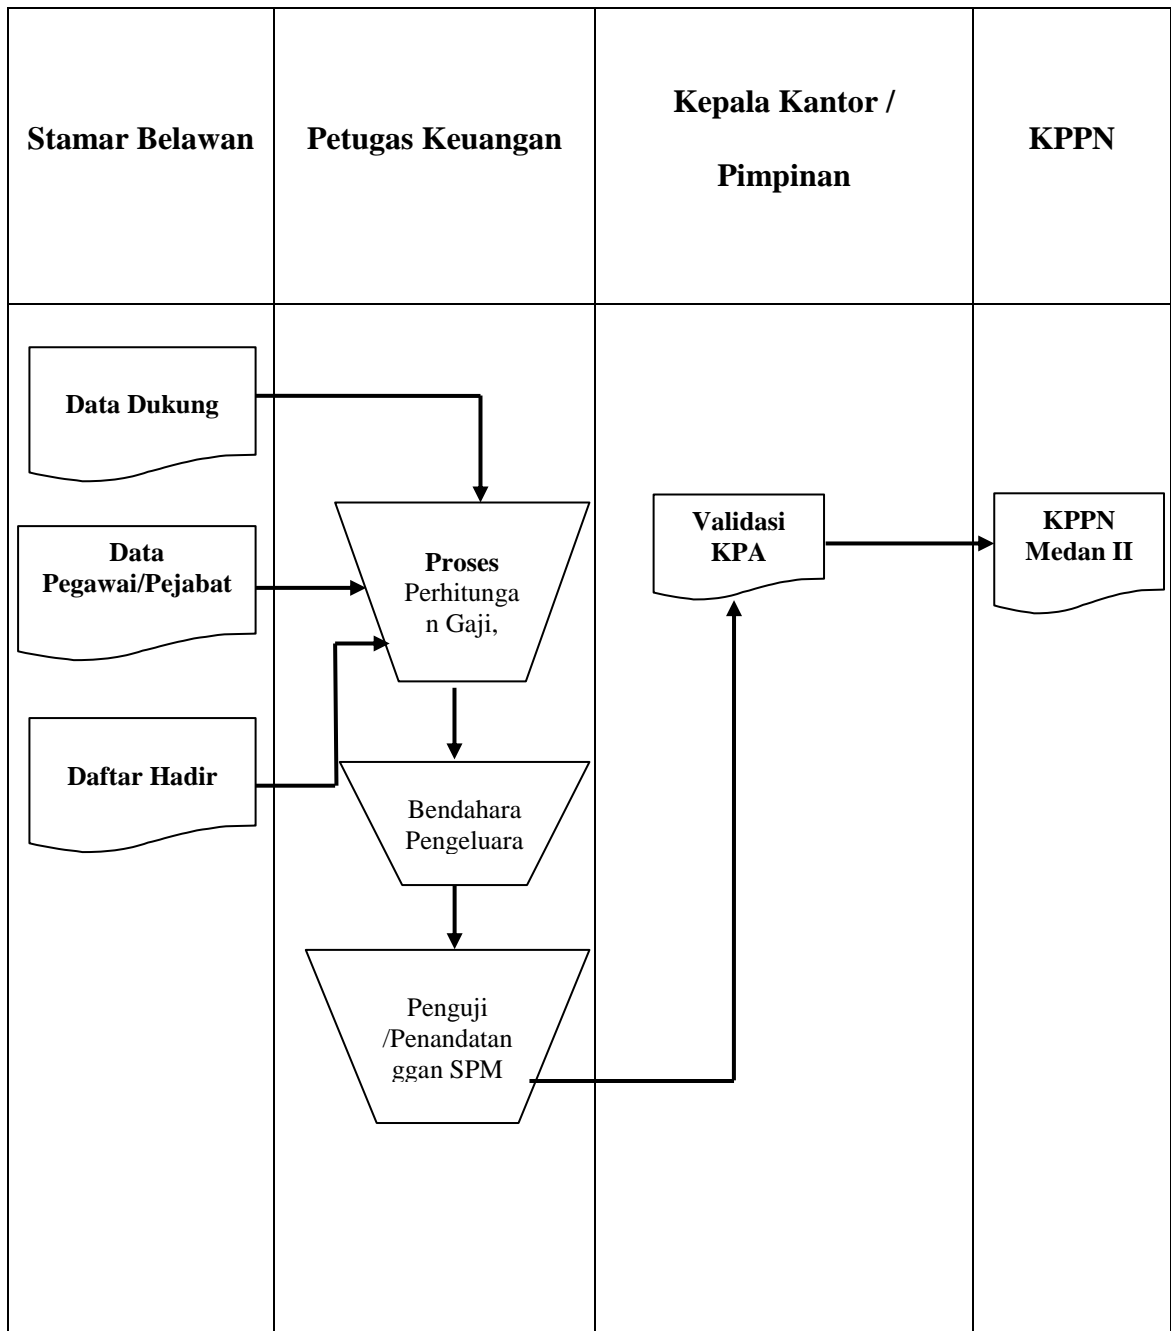 Stamar Belawan
Petugas Keuangan
Kepala Kantor /
Pimpinan
KPPN
Data Dukung
Data
Pegawai/Pejabat
Daftar Hadir
Proses
Perhitunga
n Gaji,
Bendahara
Pengeluara
Penguji
/Penandatan
ggan SPM
Validasi
KPA
KPPN
Medan II